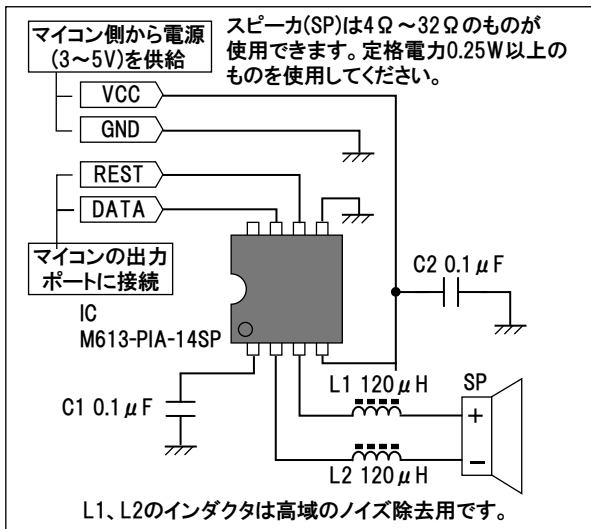 マイコン側から電源
(3～5V)を供給
スピーカ(SP)は4Ω～32Ωのものが
使用できます。定格電力0.25W以上の
ものを使用してください。
VCC
GND
REST
DATA
マイコンの出力
ポートに接続
IC
M613-PIA-14SP
C2 0.1μF
C1 0.1μF
L1 120μH
SP
+
−
L2 120μH
L1、L2のインダクタは高域のノイズ除去用です。